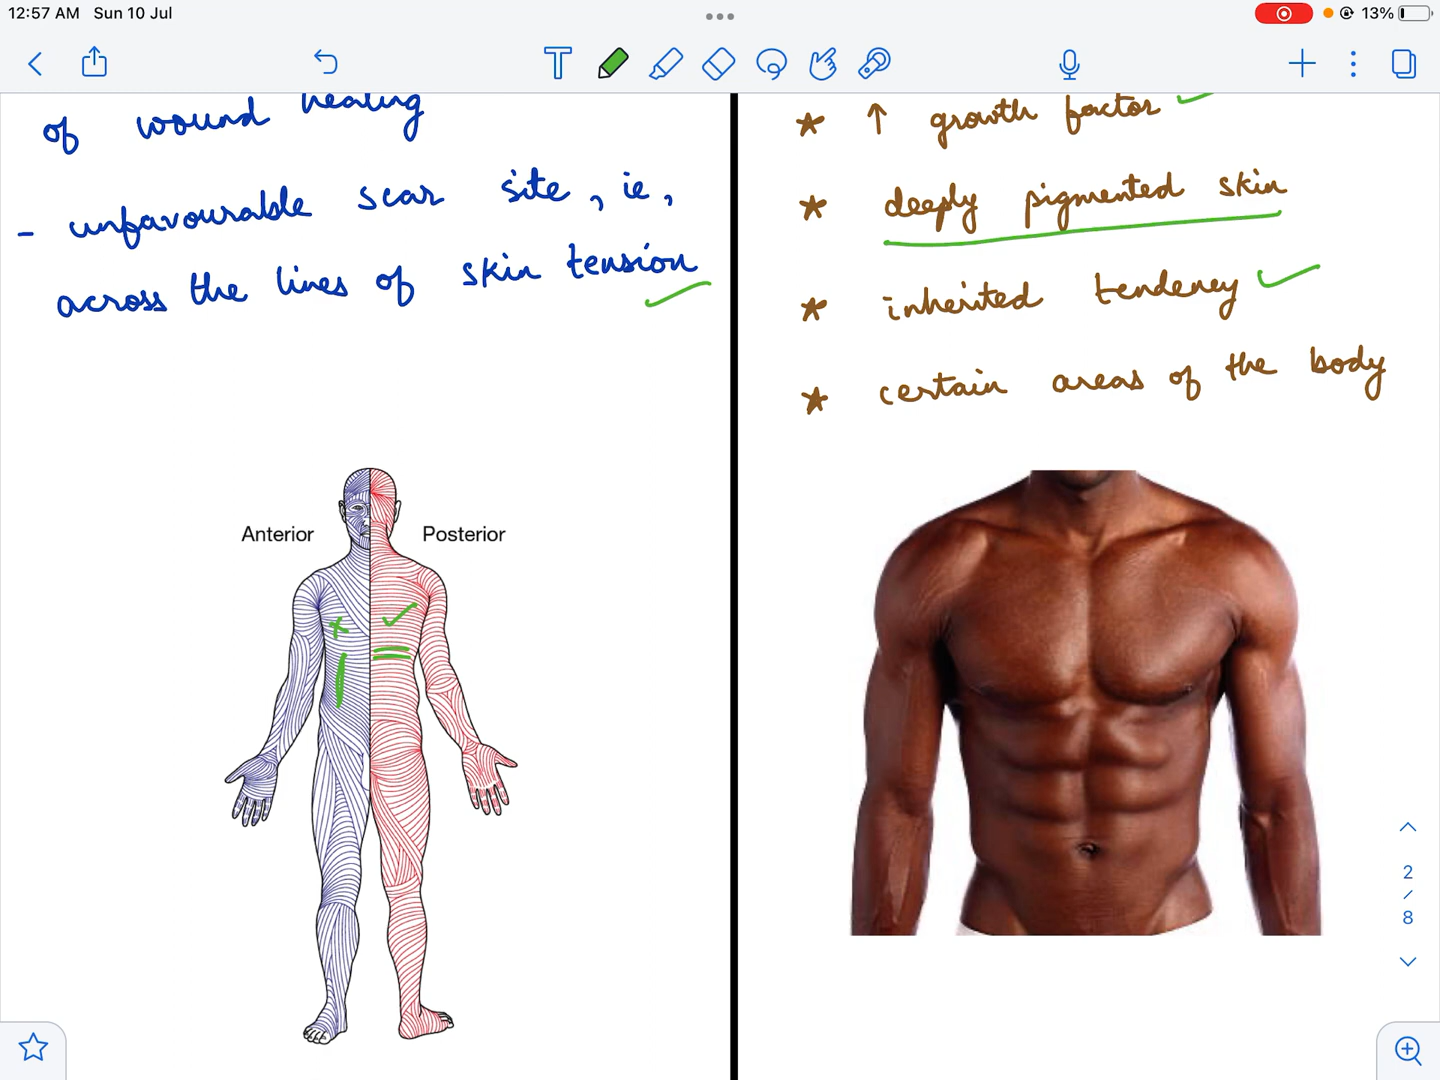 12:57 AM Sun 10 Jul
13%
of wound healing
- unfavourable scar site, ie,
across the lines of skin tension
Anterior
Posterior
* ↑ growth factor ✓
* deeply pigmented skin
* inherited tendency ✓
* certain areas of the body
2
/
8